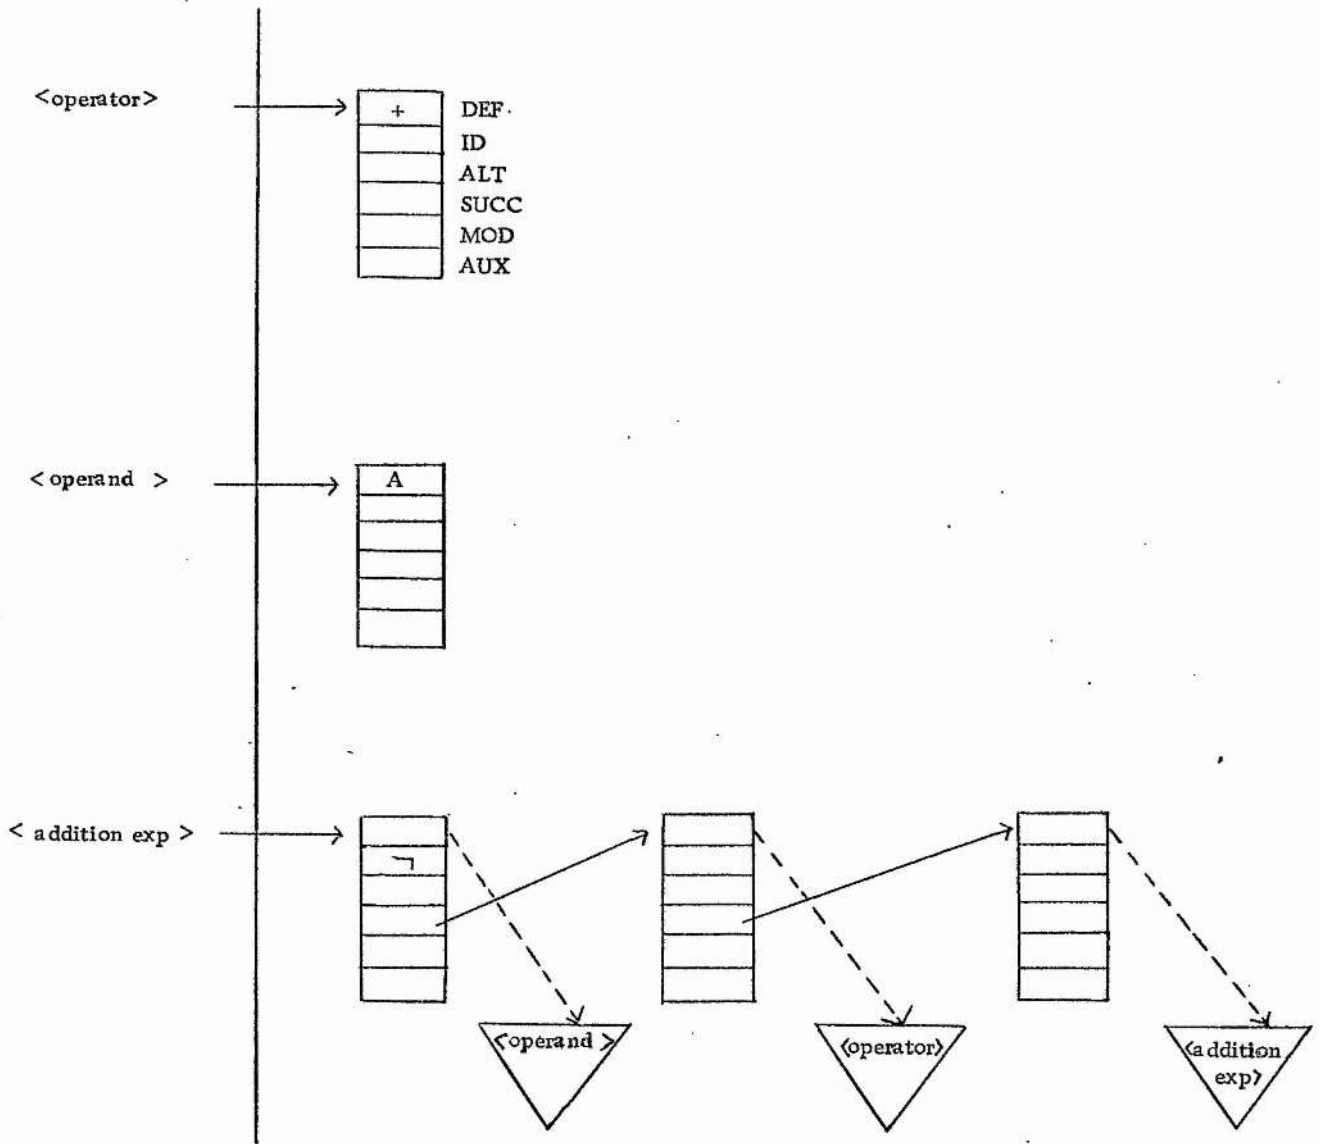 <operator>
+ DEF.
ID
ALT
SUCC
MOD
AUX
<operand >
A
< addition exp >
¬
<operand >
<operator>
<addition
exp>